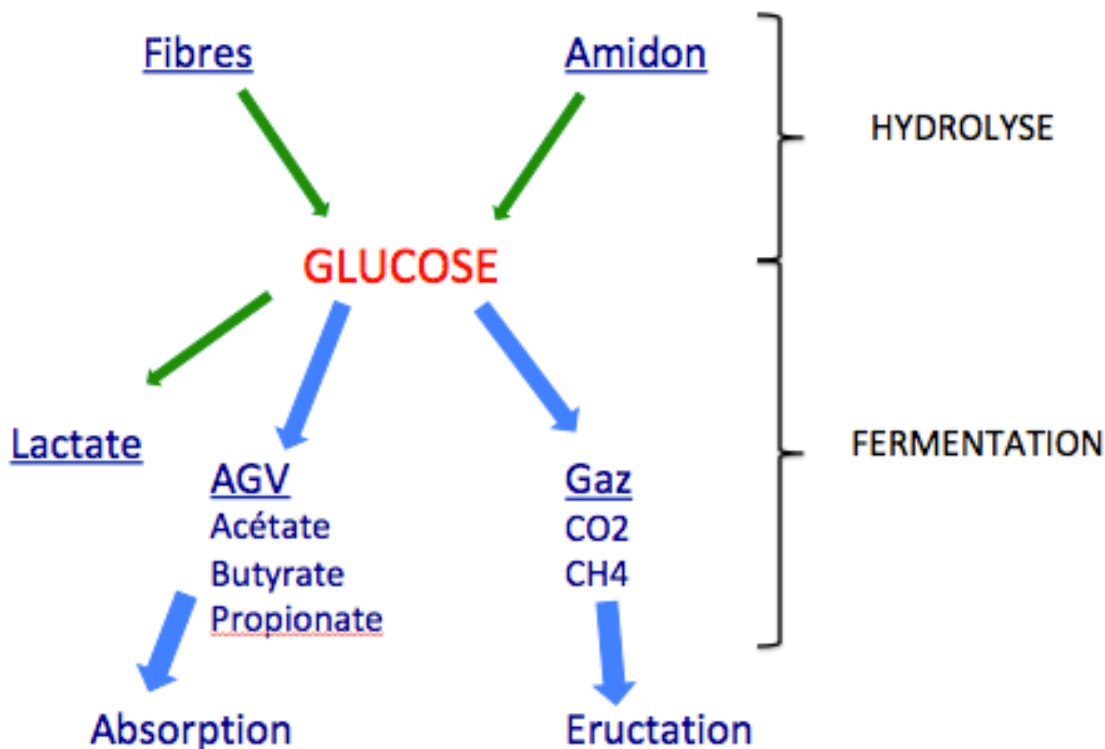 Fibres
Amidon
HYDROLYSE
GLUCOSE
Lactate
FERMENTATION
AGV
Acétate
Butyrate
Propionate
Gaz
CO2
CH4
Absorption
Eructation